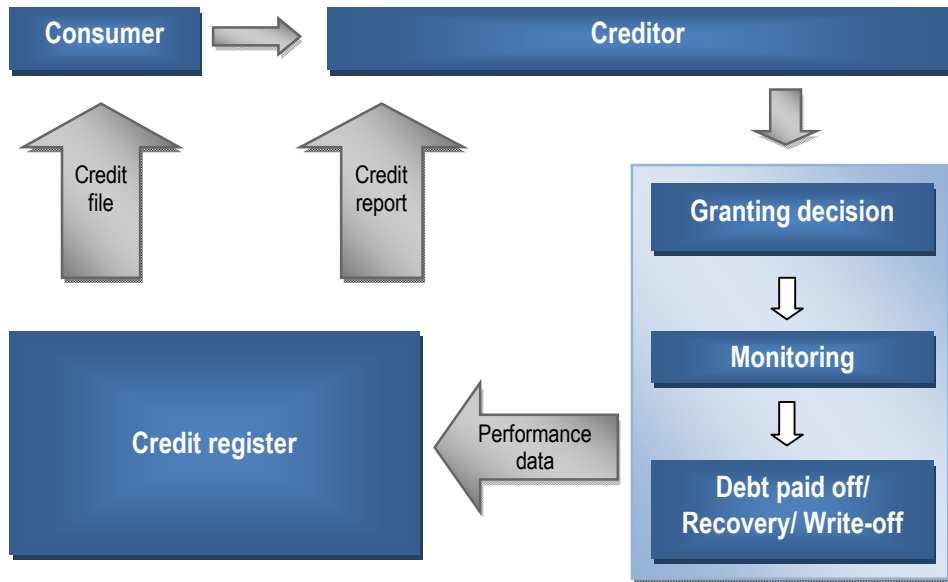 Consumer
Creditor
Credit
file
Credit
report
Granting decision
Monitoring
Credit register
Performance
data
Debt paid off/
Recovery/ Write-off